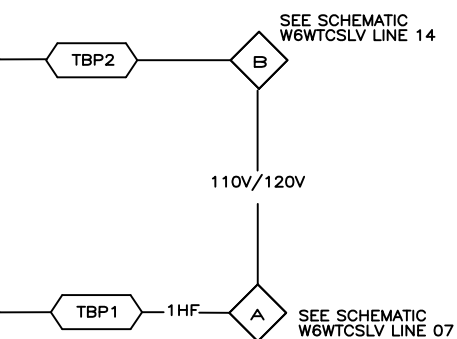 SEE SCHEMATIC
W6WTCSLV LINE 14
TBP2
B
110V/120V
TBP1
1HF
A
SEE SCHEMATIC
W6WTCSLV LINE 07